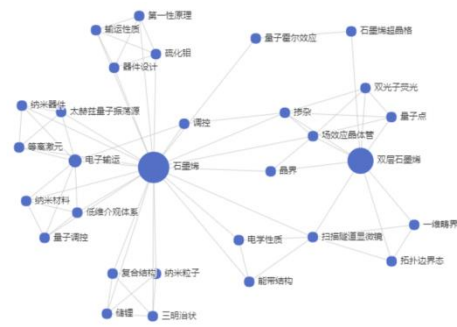 第一性原理
输运性质
硫化钼
器件设计
量子霍尔效应
石墨烯超晶格
双光子荧光
量子点
纳米器件
太赫兹量子振荡源
调控
掺杂
场效应晶体管
等离激元
电子输运
石墨烯
晶界
双层石墨烯
纳米材料
低维介观体系
量子调控
电学性质
扫描隧道显微镜
一维畴界
拓扑边界态
复合结构
纳米粒子
能带结构
储锂
三明治状